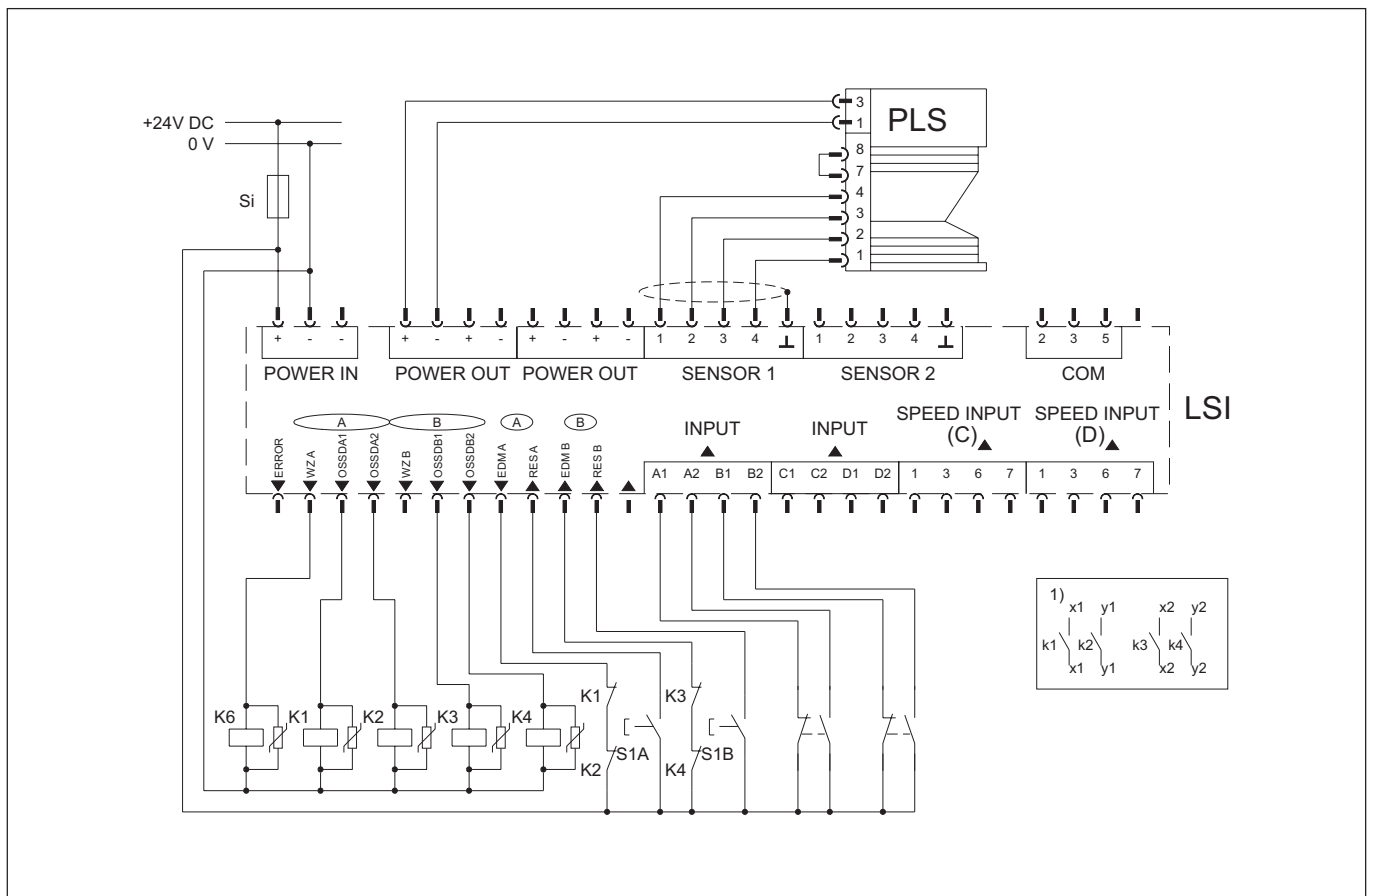 3
PLS
1
+24V DC
0 V
8
7
Si
4
3
2
1
+ - -
+ - + -
+ - + -
1 2 3 4
1 2 3 4
2 3 5
POWER IN
POWER OUT
POWER OUT
SENSOR 1
SENSOR 2
COM
LSI
A
B
A
B
ERROR
WZ A
OSSDA1
OSSDA2
WZ B
OSSDB1
OSSDB2
EDM A
RES A
EDM B
RES B
INPUT
INPUT
SPEED INPUT
(C)
SPEED INPUT
(D)
A1 A2 B1 B2
C1 C2 D1 D2
1 3 6 7
1 3 6 7
1)
x1 y1 x2 y2
k1 k2 k3 k4
x1 y1 x2 y2
K1 K3
K6 K1 K2 K3 K4
S1A S1B
K2 K4